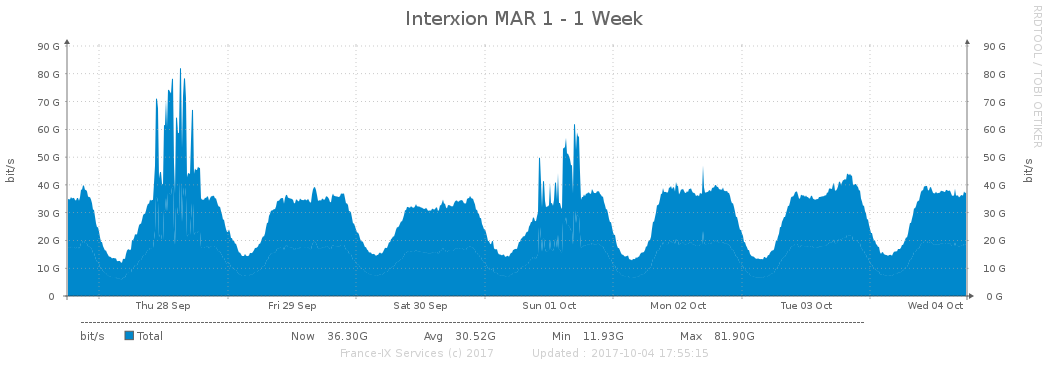 Interxion MAR 1 - 1 Week
RRDTOOL / TOBI OETIKER
90 G 90 G
80 G 80 G
70 G 70 G
60 G 60 G
50 G 50 G
40 G 40 G
30 G 30 G
20 G 20 G
10 G 10 G
0 0 G
bit/s bit/s
Thu 28 Sep Fri 29 Sep Sat 30 Sep Sun 01 Oct Mon 02 Oct Tue 03 Oct Wed 04 Oct
bit/s Total Now 36.30G Avg 30.52G Min 11.93G Max 81.90G
France-IX Services (c) 2017 Updated : 2017-10-04 17:55:15